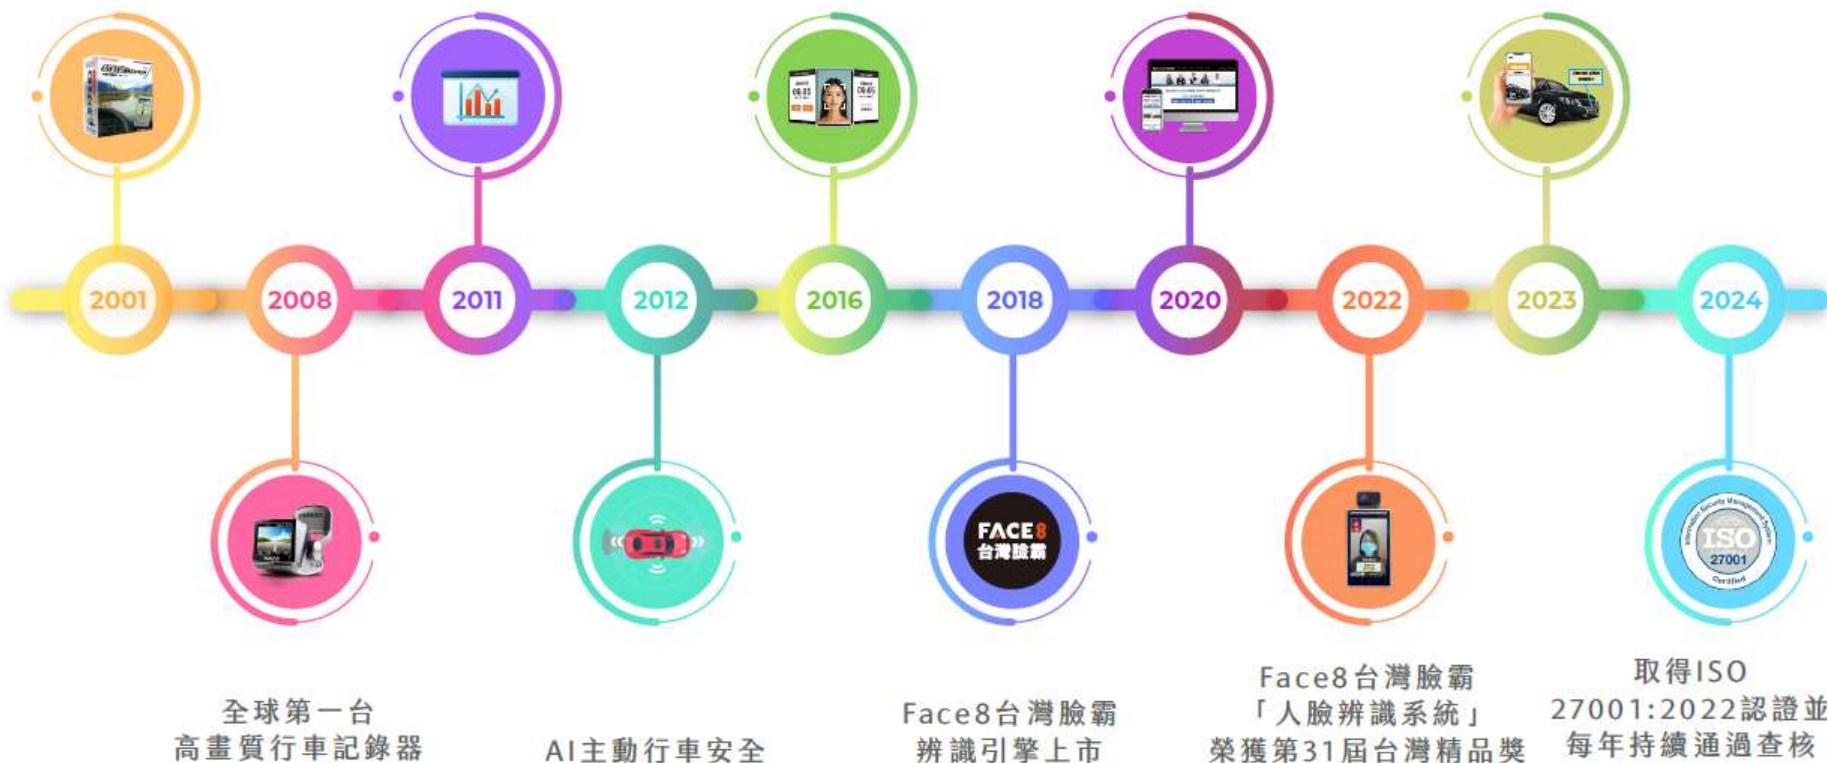 2001
2008
2011
2012
2016
2018
2020
2022
2023
2024
FACE8
台灣臉霸
Information Security Management System
ISO
27001
Certified
全球第一台
高畫質行車記錄器
AI主動行車安全
Face8台灣臉霸
辨識引擎上市
Face8台灣臉霸
「人臉辨識系統」
榮獲第31屆台灣精品獎
取得ISO
27001:2022認證並
每年持續通過查核